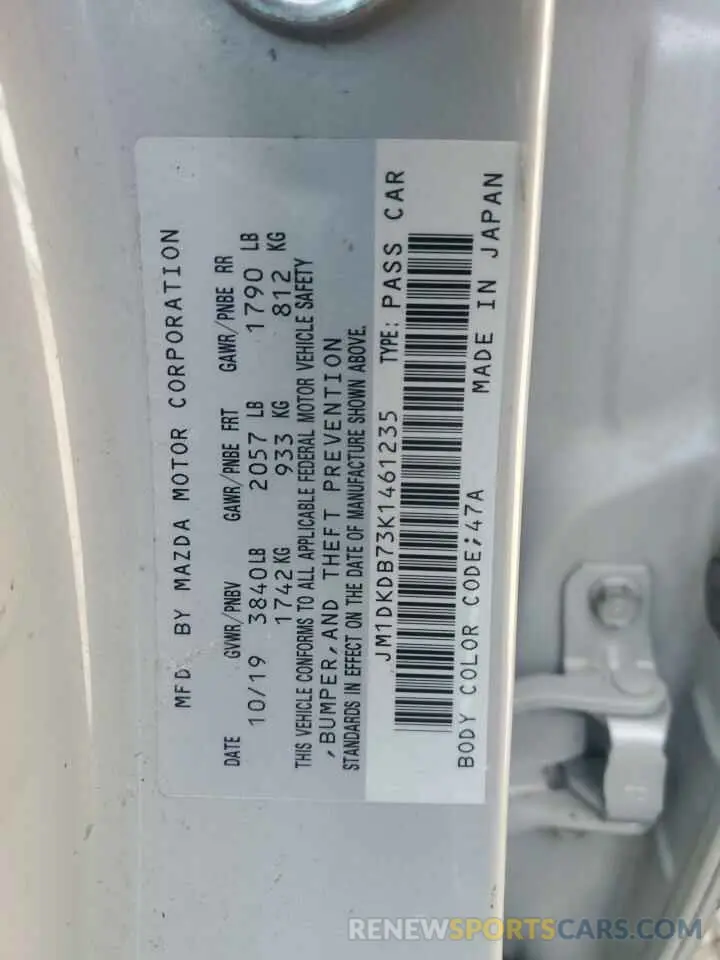 MFD BY MAZDA MOTOR CORPORATION
DATE GVWR/PNBV GAWR/PNBE FRT GAWR/PNBE RR
10/19 3840LB 2057 LB 1790 LB
1742KG 933 KG 812 KG
THIS VEHICLE CONFORMS TO ALL APPLICABLE FEDERAL MOTOR VEHICLE SAFETY
,BUMPER,AND THEFT PREVENTION
STANDARDS IN EFFECT ON THE DATE OF MANUFACTURE SHOWN ABOVE.
JM1DKDB73K1461235 TYPE: PASS CAR
BODY COLOR CODE;47A MADE IN JAPAN
RENEWSPORTSCARS.COM